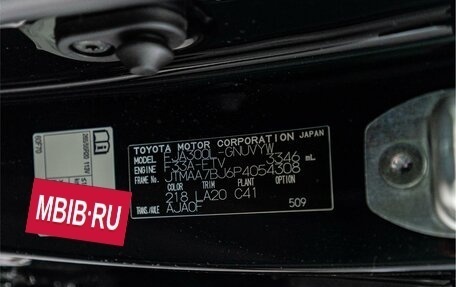 TOYOTA MOTOR CORPORATION JAPAN
MODEL FJA300L-GNUVYW
ENGINE F33A-FTV 3346 mL
FRAME No. JTMAA7BJ6P4054308
COLOR TRIM PLANT OPTION
218 LA20 C41
TRANS./AXLE AJA0F
509
MBIB.RU